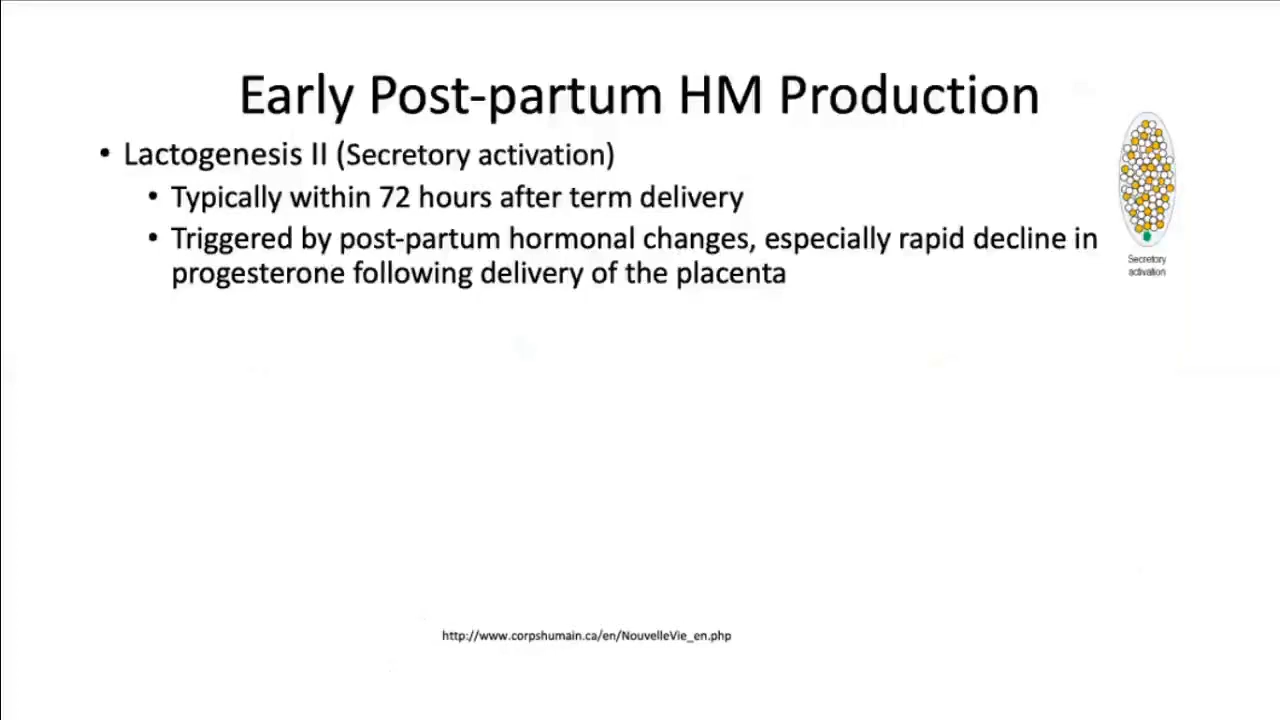 Early Post-partum HM Production
• Lactogenesis II (Secretory activation)
• Typically within 72 hours after term delivery
• Triggered by post-partum hormonal changes, especially rapid decline in
progesterone following delivery of the placenta
Secretory
activation
http://www.corpshumain.ca/en/NouvelleVie_en.php